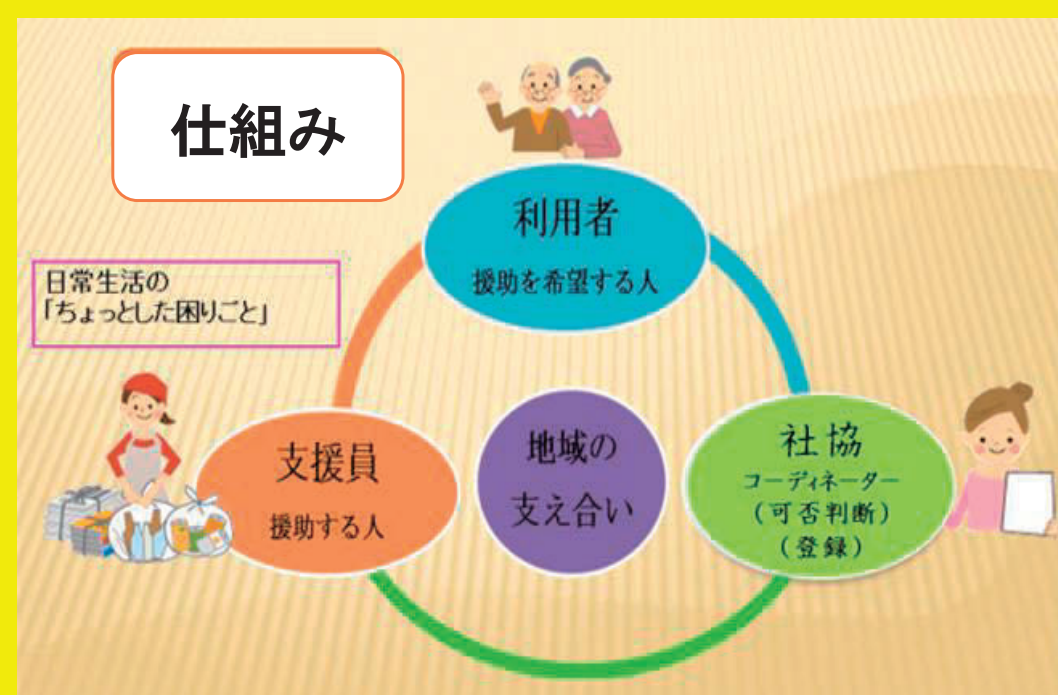 仕組み
利用者
援助を希望する人
日常生活の
「ちょっとした困りごと」
支援員
援助する人
地域の
支え合い
社協
コーディネーター
(可否判断)
(登録)